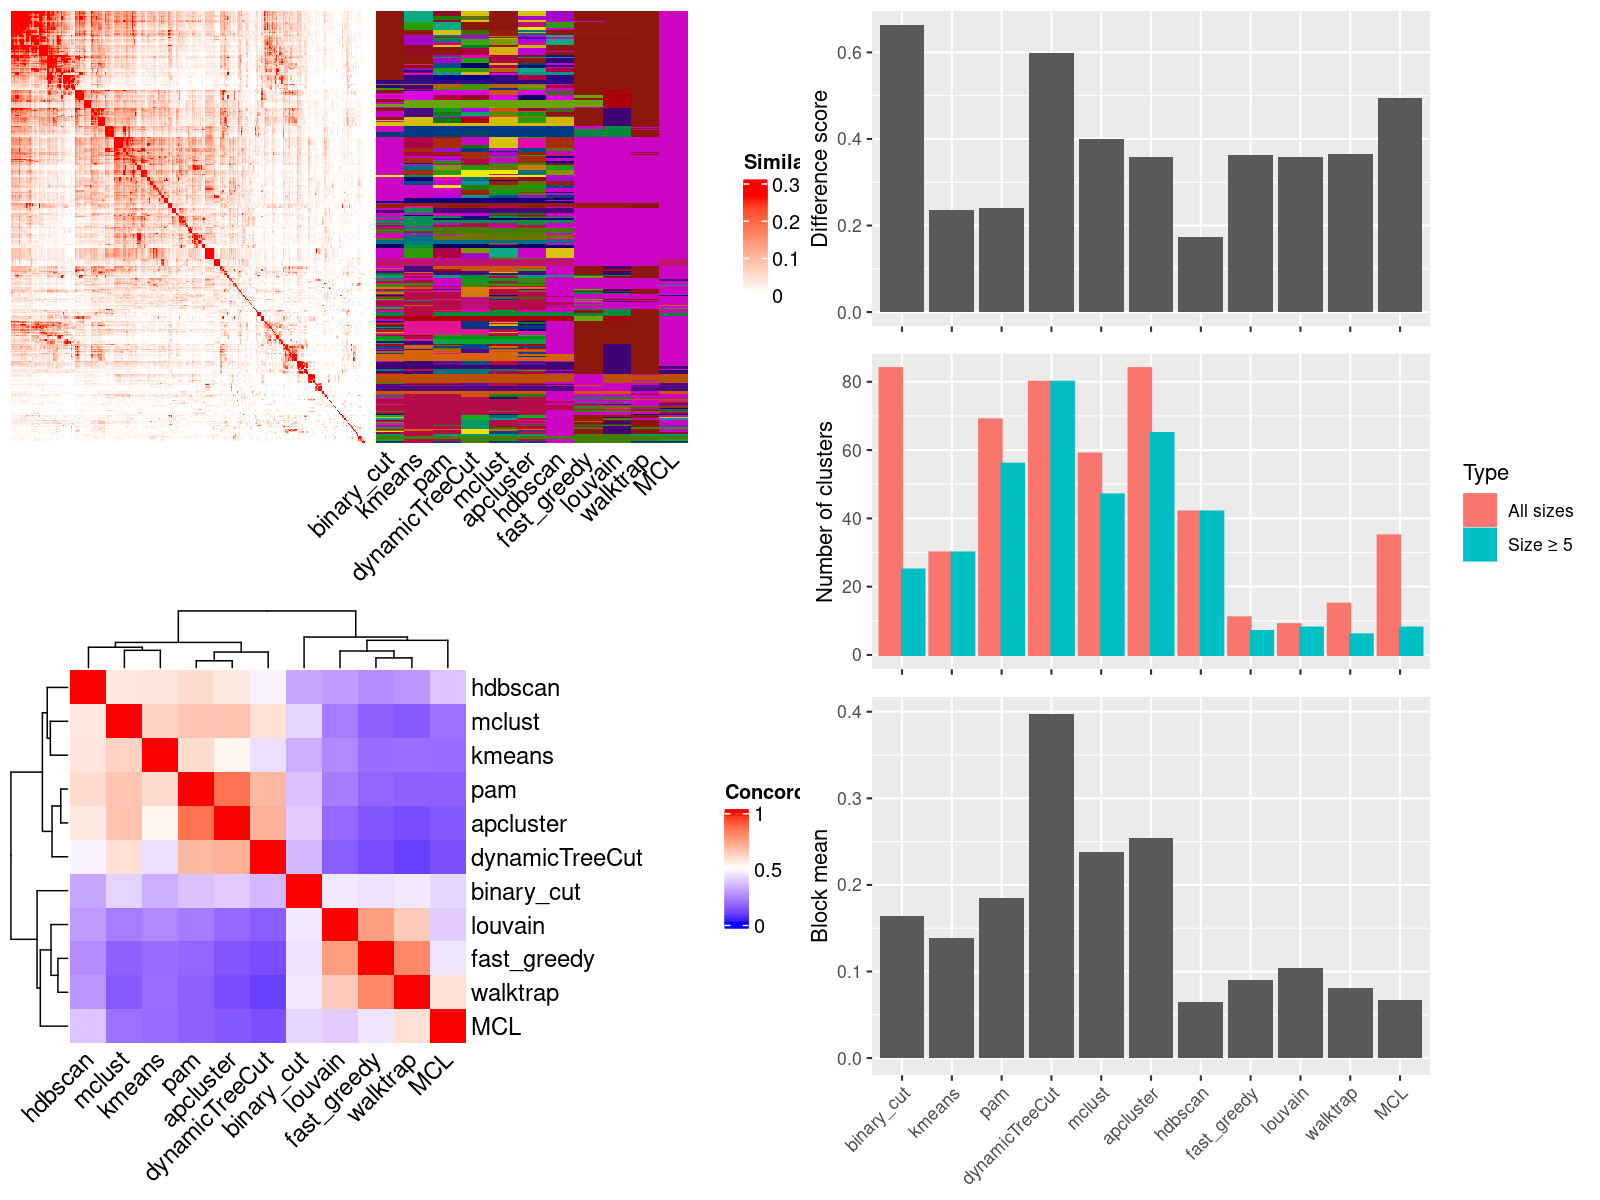 Simila
0.3
0.2
0.1
0
binary_cut
kmeans
pam
dynamicTreeCut
mclust
apcluster
hdbscan
fast_greedy
louvain
walktrap
MCL
hdbscan
mclust
kmeans
pam
apcluster
dynamicTreeCut
binary_cut
louvain
fast_greedy
walktrap
MCL
Concord
1
0.5
0
hdbscan
mclust
kmeans
pam
apcluster
dynamicTreeCut
binary_cut
louvain
fast_greedy
walktrap
MCL
Difference score
0.6
0.4
0.2
0.0
Number of clusters
80
60
40
20
0
Type
All sizes
Size ≥ 5
Block mean
0.4
0.3
0.2
0.1
0.0
binary_cut
kmeans
pam
dynamicTreeCut
mclust
apcluster
hdbscan
fast_greedy
louvain
walktrap
MCL